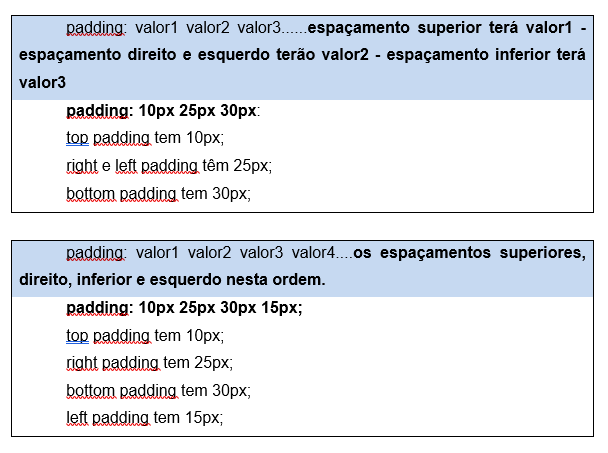 padding: valor1 valor2 valor3......espaçamento superior terá valor1 -
espaçamento direito e esquerdo terão valor2 - espaçamento inferior terá
valor3
padding: 10px 25px 30px:
top padding tem 10px;
right e left padding têm 25px;
bottom padding tem 30px;
padding: valor1 valor2 valor3 valor4....os espaçamentos superiores,
direito, inferior e esquerdo nesta ordem.
padding: 10px 25px 30px 15px;
top padding tem 10px;
right padding tem 25px;
bottom padding tem 30px;
left padding tem 15px;